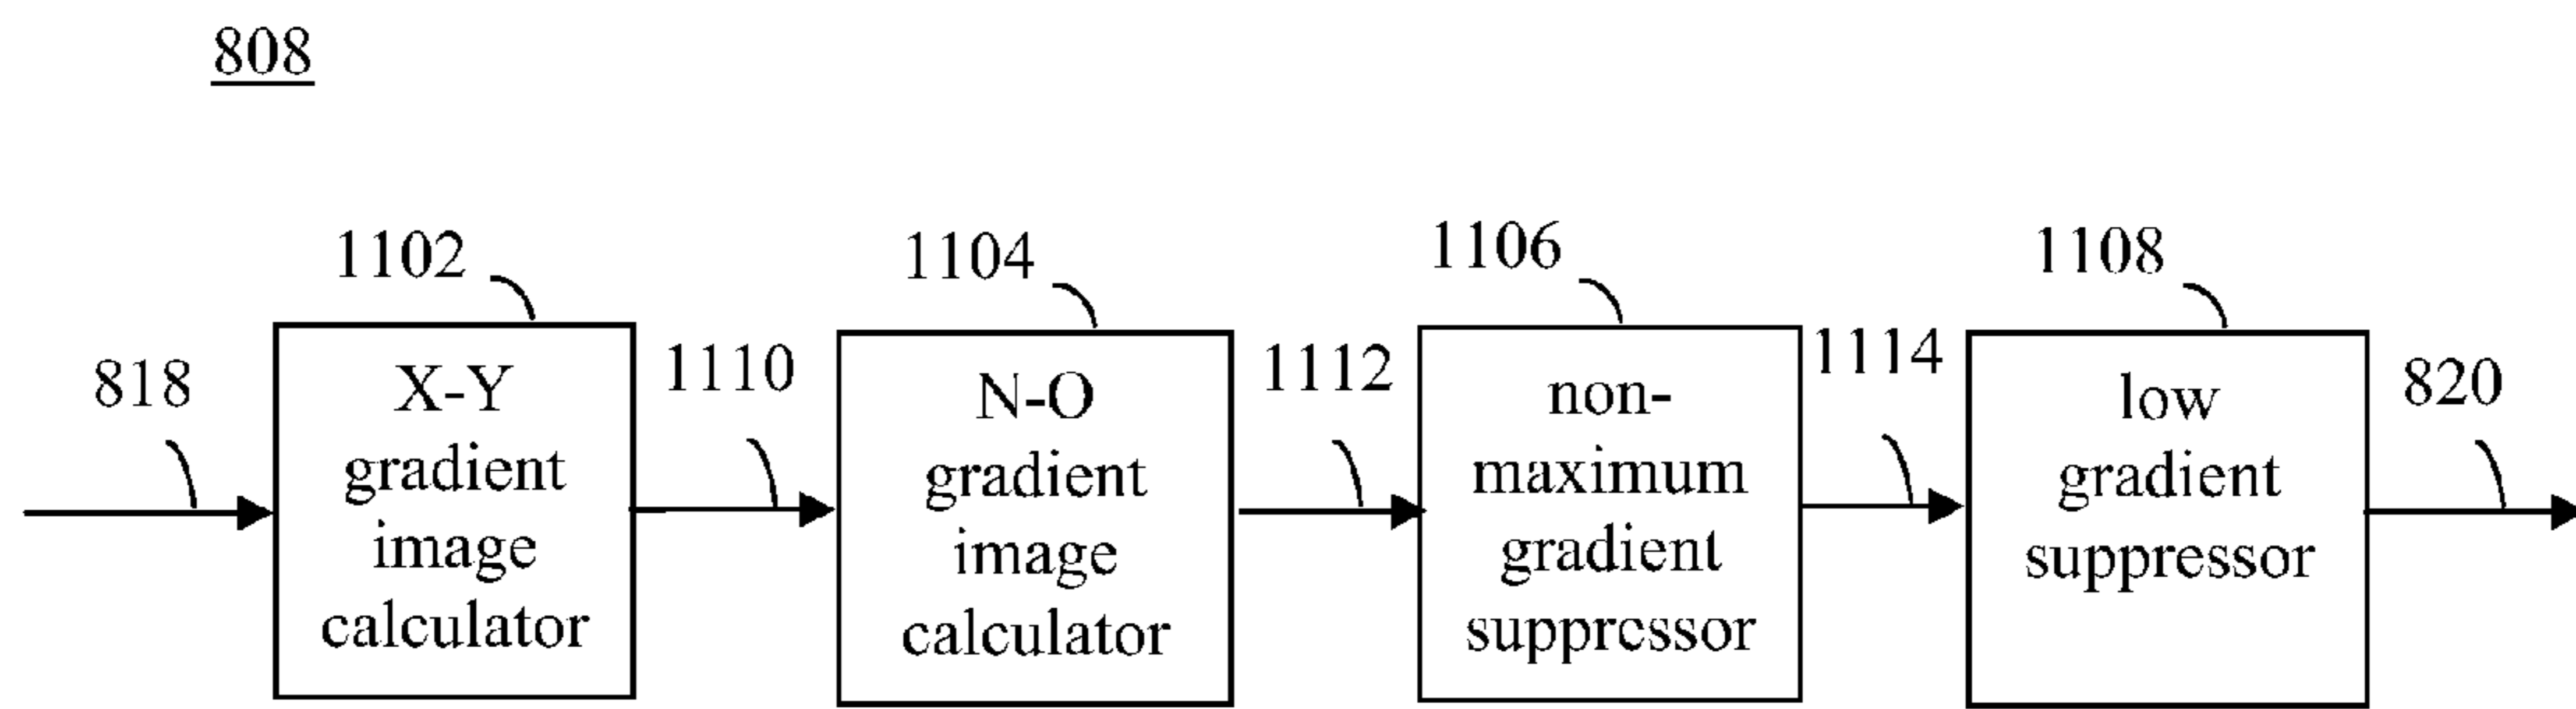 808
1102
1104
1106
1108
818
X-Y
gradient
image
calculator
1110
N-O
gradient
image
calculator
1112
non-
maximum
gradient
suppressor
1114
low
gradient
suppressor
820